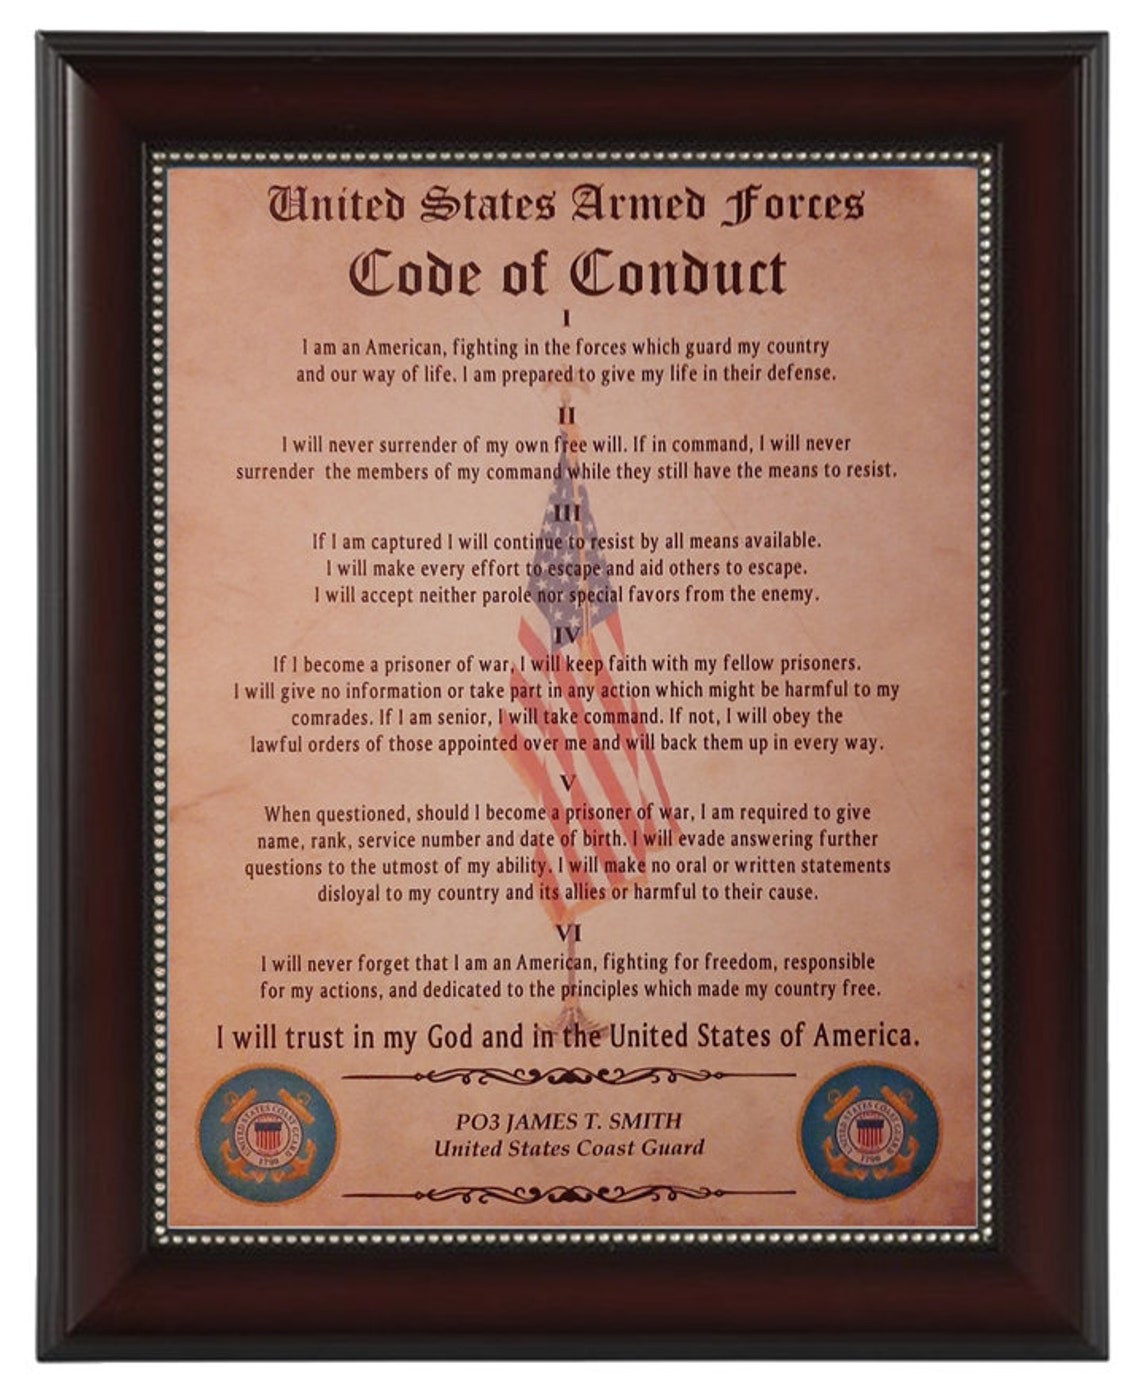 United States Armed Forces
Code of Conduct
I
I am an American, fighting in the forces which guard my country
and our way of life. I am prepared to give my life in their defense.
II
I will never surrender of my own free will. If in command, I will never
surrender the members of my command while they still have the means to resist.
III
If I am captured I will continue to resist by all means available.
I will make every effort to escape and aid others to escape.
I will accept neither parole nor special favors from the enemy.
IV
If I become a prisoner of war, I will keep faith with my fellow prisoners.
I will give no information or take part in any action which might be harmful to my
comrades. If I am senior, I will take command. If not, I will obey the
lawful orders of those appointed over me and will back them up in every way.
V
When questioned, should I become a prisoner of war, I am required to give
name, rank, service number and date of birth. I will evade answering further
questions to the utmost of my ability. I will make no oral or written statements
disloyal to my country and its allies or harmful to their cause.
VI
I will never forget that I am an American, fighting for freedom, responsible
for my actions, and dedicated to the principles which made my country free.
I will trust in my God and in the United States of America.
UNITED STATES COAST GUARD
1790
PO3 JAMES T. SMITH
United States Coast Guard
UNITED STATES COAST GUARD
1790